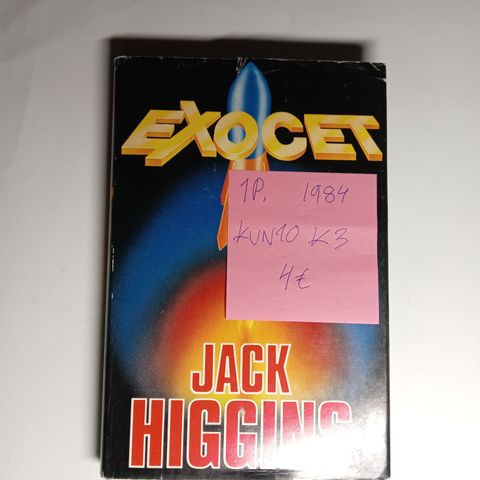 EXOCET
1P. 1984
KUNTO K3
4€
JACK
HIGGINS